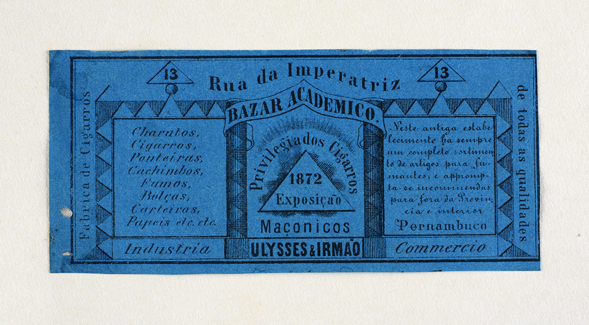 13
Rua da Imperatriz
13
BAZAR ACADEMICO.
Fabrica de Cigarros
Charutos,
Cigarros,
Ponteiras,
Cachimbos,
Fumos,
Bolças,
Carteiras,
Papeis etc. etc.
Industria
Privilegiados Cigarros
1872
Exposição
Maçonicos
ULYSSES & IRMÃO
Neste antigo estabe
lecimento ha sempre
um completo sortimen-
to de artigos para fu-
mantes e apromp-
ta-se incommendas
para fora da Provin-
cia e interior
Pernambuco
Commercio
de todas as qualidades